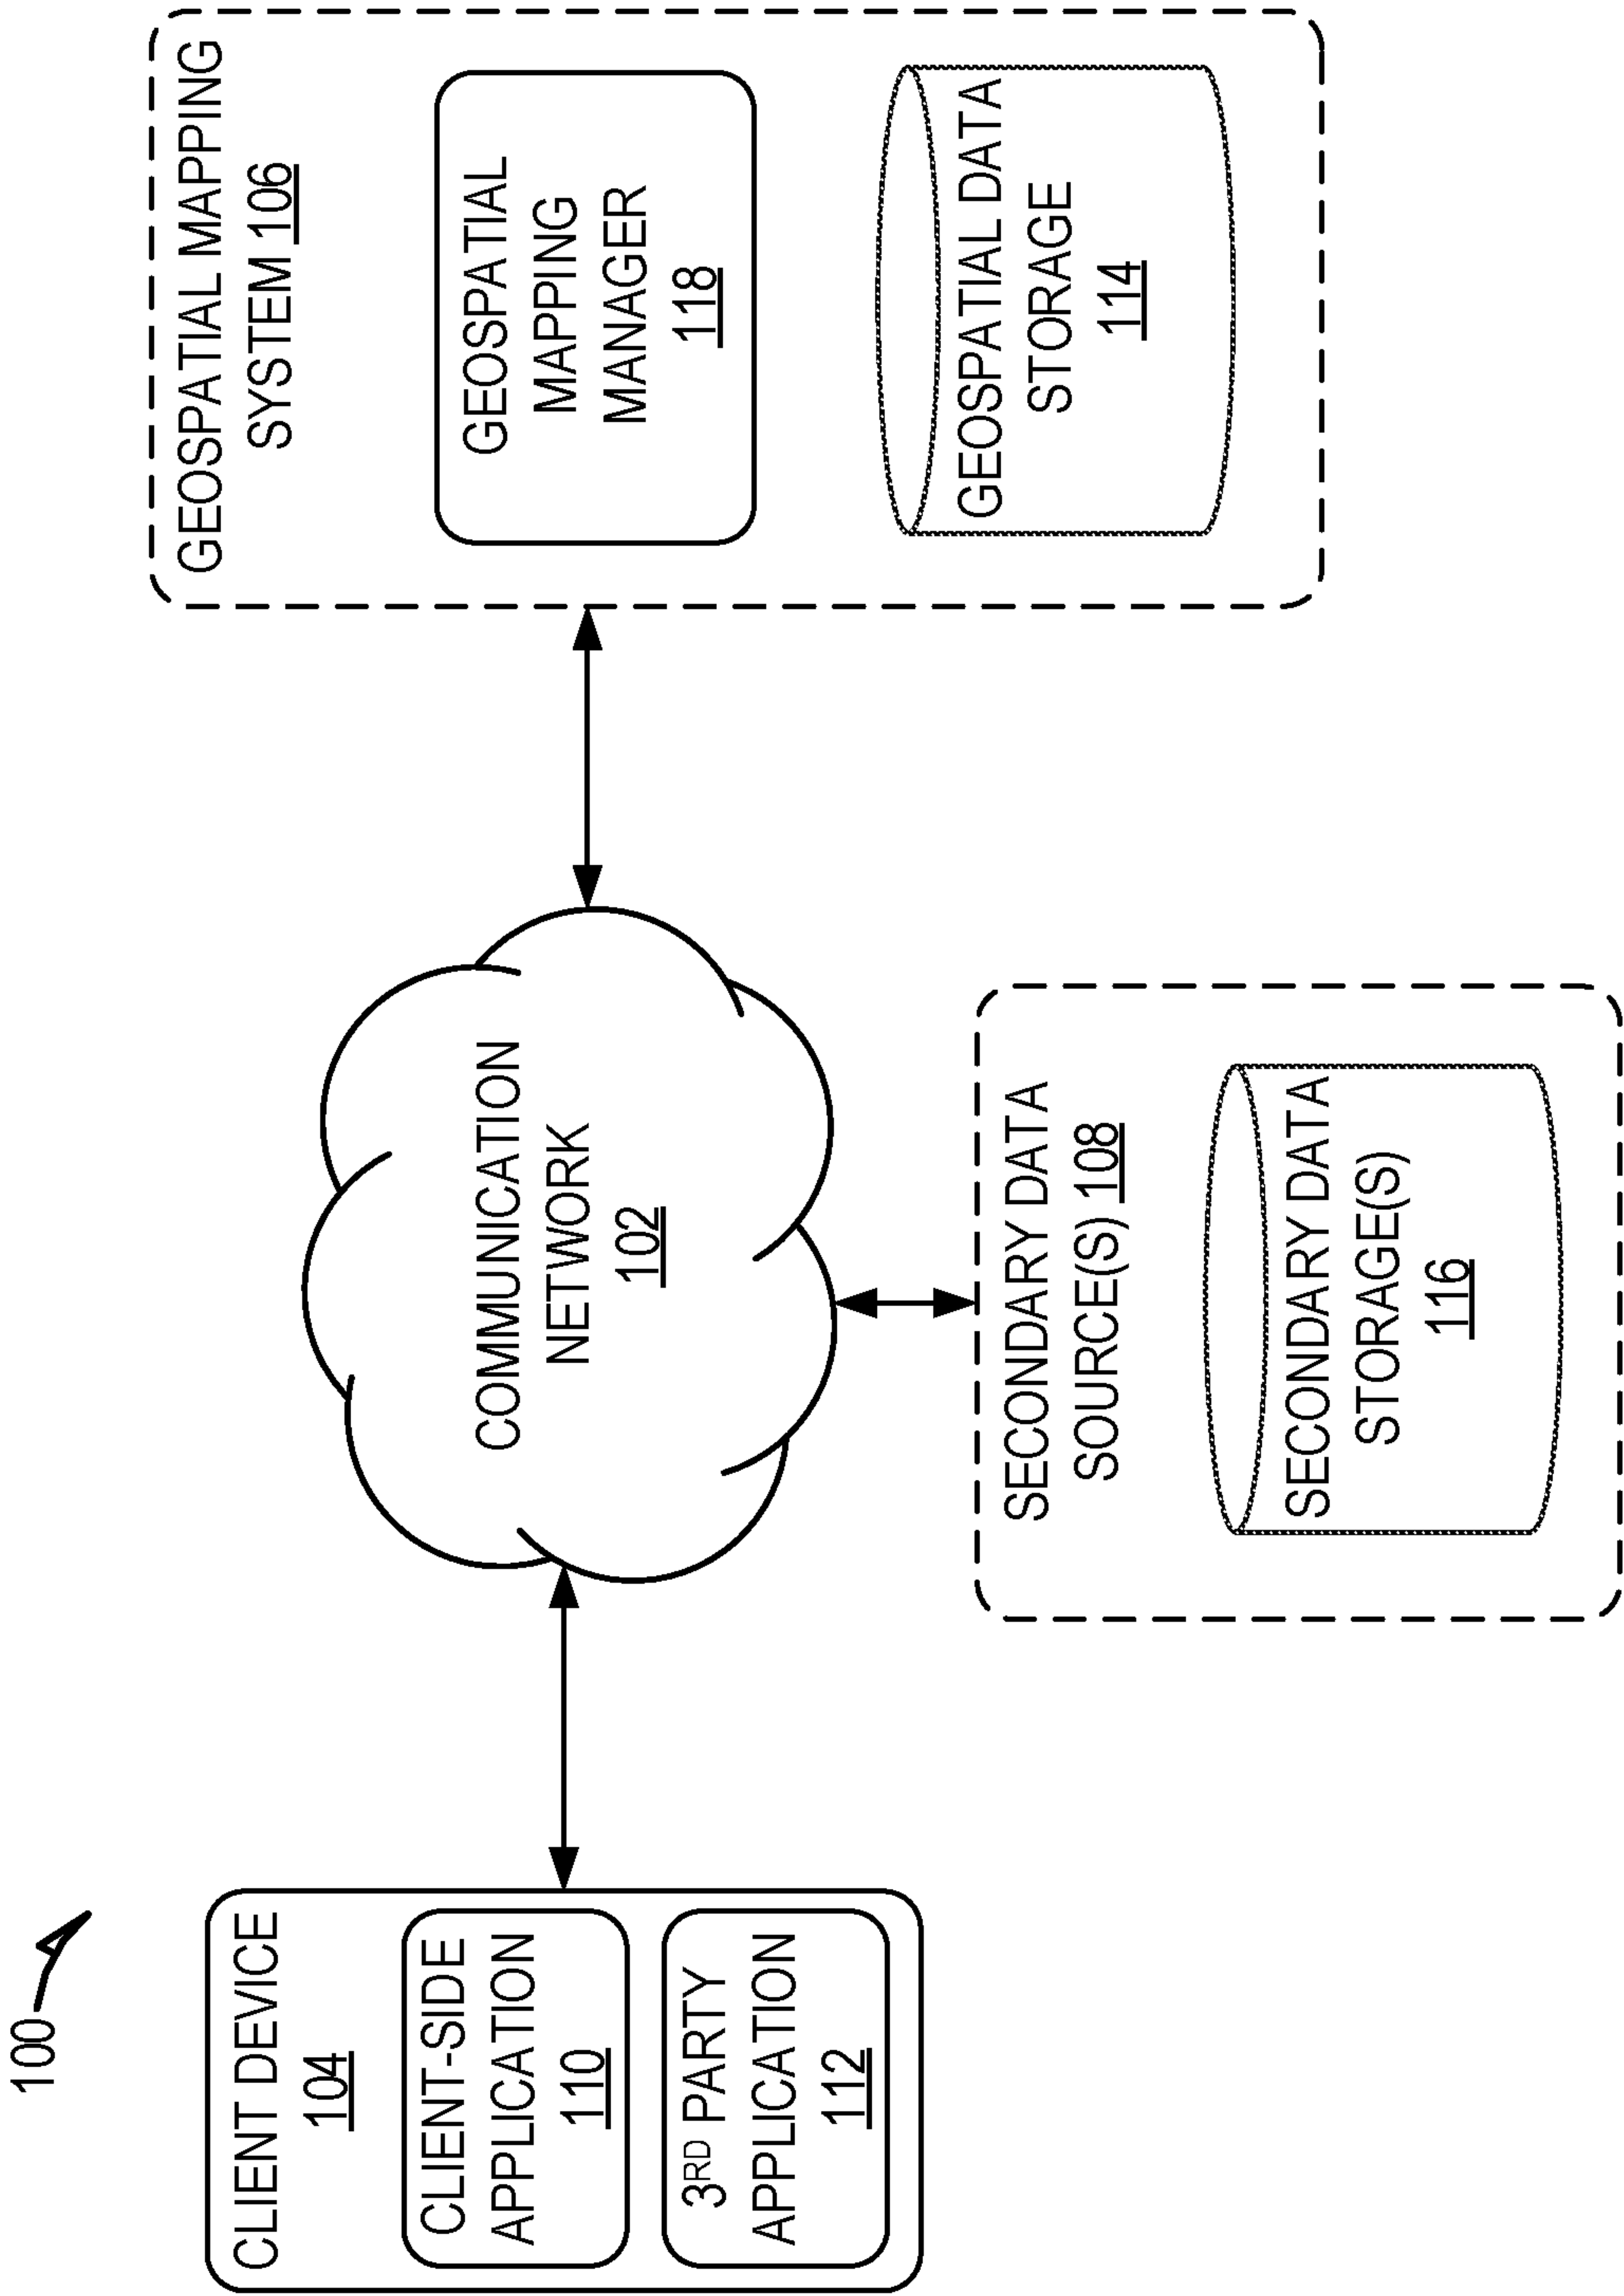 100
CLIENT DEVICE
104
CLIENT-SIDE
APPLICATION
110
3RD PARTY
APPLICATION
112
COMMUNICATION
NETWORK
102
SECONDARY DATA
SOURCE(S) 108
SECONDARY DATA
STORAGE(S)
116
GEOSPATIAL MAPPING
SYSTEM 106
GEOSPATIAL
MAPPING
MANAGER
118
GEOSPATIAL DATA
STORAGE
114